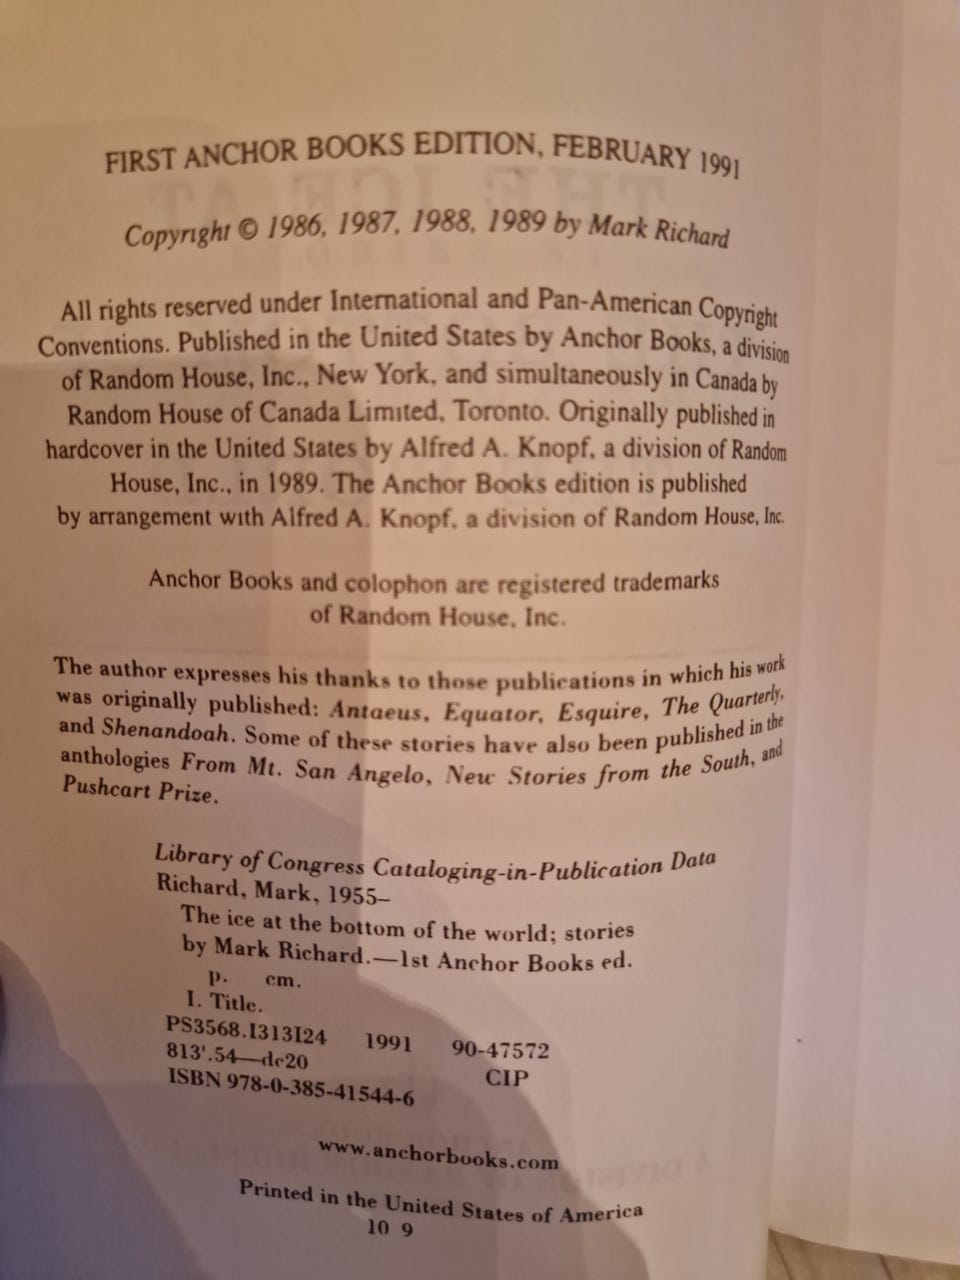 FIRST ANCHOR BOOKS EDITION, FEBRUARY 1991
Copyright © 1986, 1987, 1988, 1989 by Mark Richard
All rights reserved under International and Pan-American Copyright
Conventions. Published in the United States by Anchor Books, a division
of Random House, Inc., New York, and simultaneously in Canada by
Random House of Canada Limited, Toronto. Originally published in
hardcover in the United States by Alfred A. Knopf, a division of Random
House, Inc., in 1989. The Anchor Books edition is published
by arrangement with Alfred A. Knopf, a division of Random House, Inc.
Anchor Books and colophon are registered trademarks
of Random House, Inc.
The author expresses his thanks to those publications in which his work
was originally published: Antaeus, Equator, Esquire, The Quarterly,
and Shenandoah. Some of these stories have also been published in the
anthologies From Mt. San Angelo, New Stories from the South, and
Pushcart Prize.
Library of Congress Cataloging-in-Publication Data
Richard, Mark, 1955–
The ice at the bottom of the world; stories
by Mark Richard.—1st Anchor Books ed.
p. cm.
I. Title.
PS3568.I313I24 1991 90-47572
813'.54—dc20 CIP
ISBN 978-0-385-41544-6
www.anchorbooks.com
Printed in the United States of America
10 9